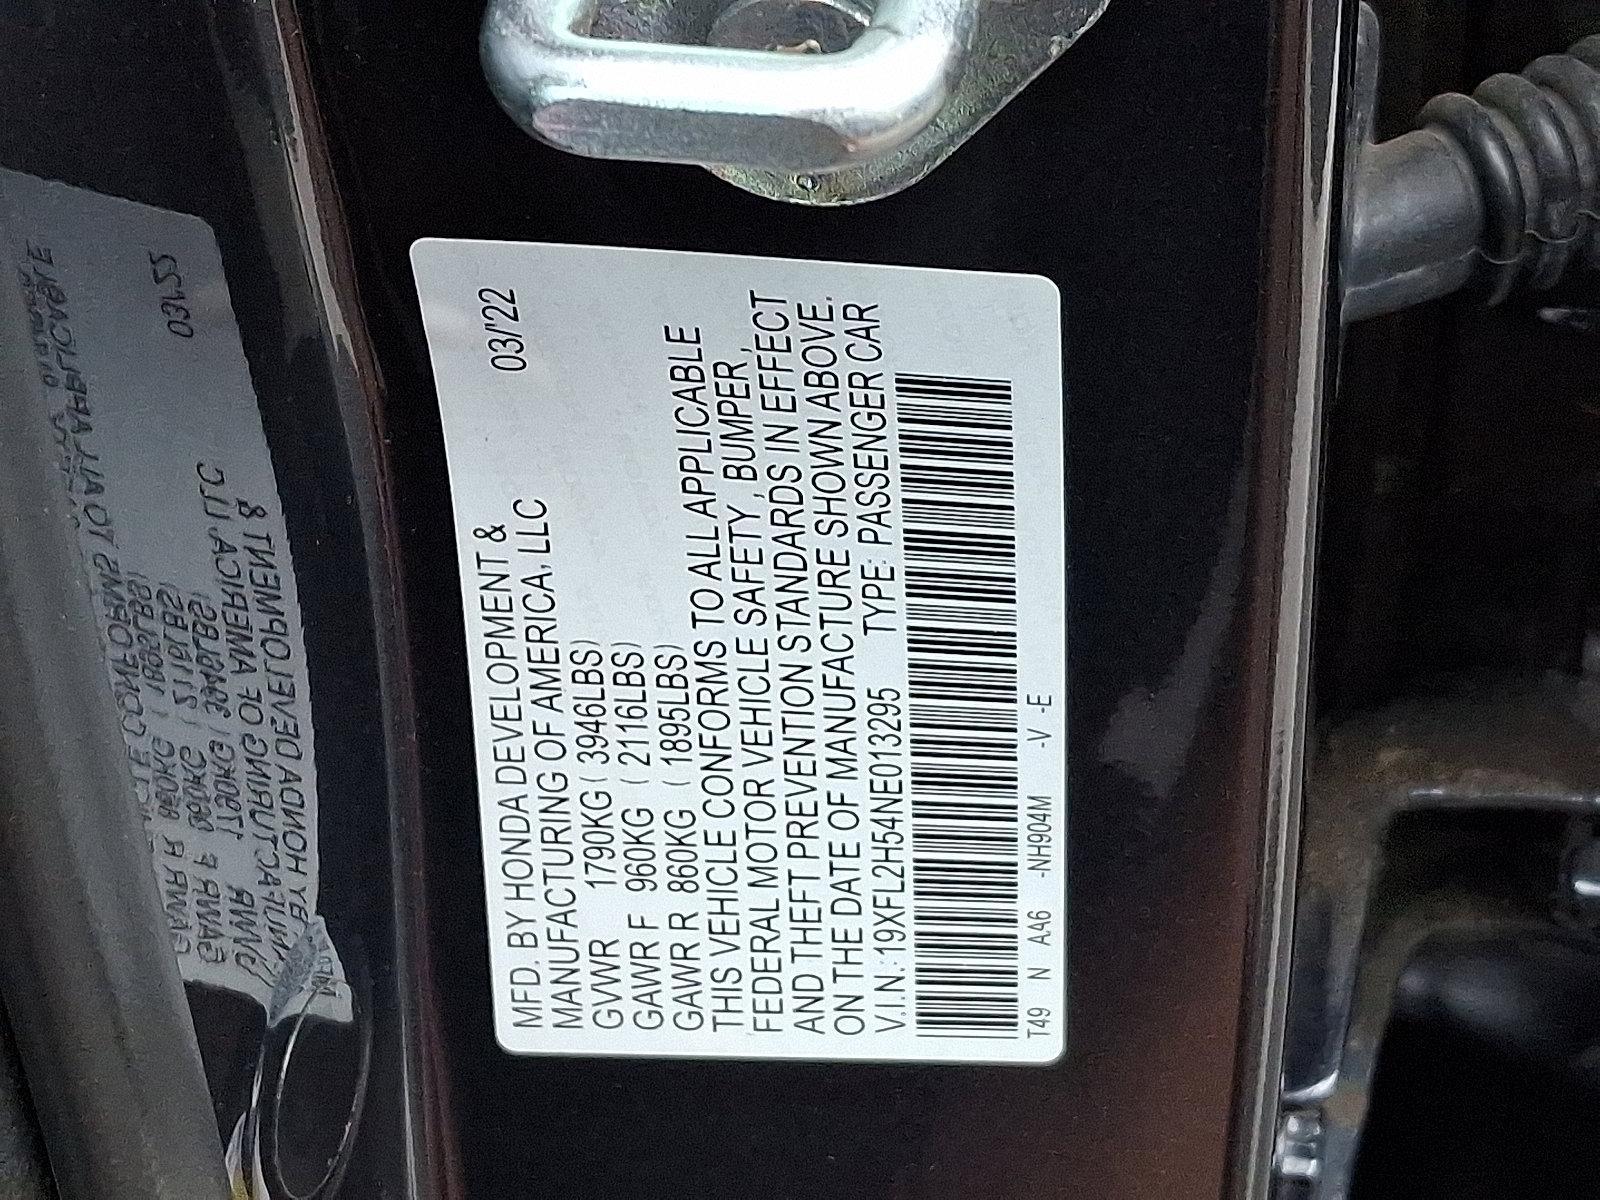 MFD. BY HONDA DEVELOPMENT & 03/'22
MANUFACTURING OF AMERICA, LLC
GVWR 1790KG ( 3946LBS)
GAWR F 960KG ( 2116LBS)
GAWR R 860KG ( 1895LBS)
THIS VEHICLE CONFORMS TO ALL APPLICABLE
FEDERAL MOTOR VEHICLE SAFETY , BUMPER ,
AND THEFT PREVENTION STANDARDS IN EFFECT
ON THE DATE OF MANUFACTURE SHOWN ABOVE.
V.I.N.: 19XFL2H54NE013295 TYPE: PASSENGER CAR
T49 N AA6 -NH904M -V -E